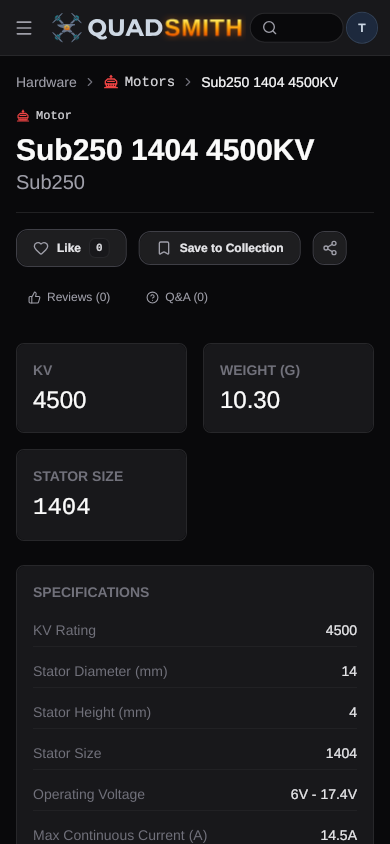 QUADSMITH
T
Hardware > Motors > Sub250 1404 4500KV
Motor
Sub250 1404 4500KV
Sub250
Like 0 Save to Collection
Reviews (0) Q&A (0)
KV
4500
WEIGHT (G)
10.30
STATOR SIZE
1404
SPECIFICATIONS
KV Rating 4500
Stator Diameter (mm) 14
Stator Height (mm) 4
Stator Size 1404
Operating Voltage 6V - 17.4V
Max Continuous Current (A) 14.5A